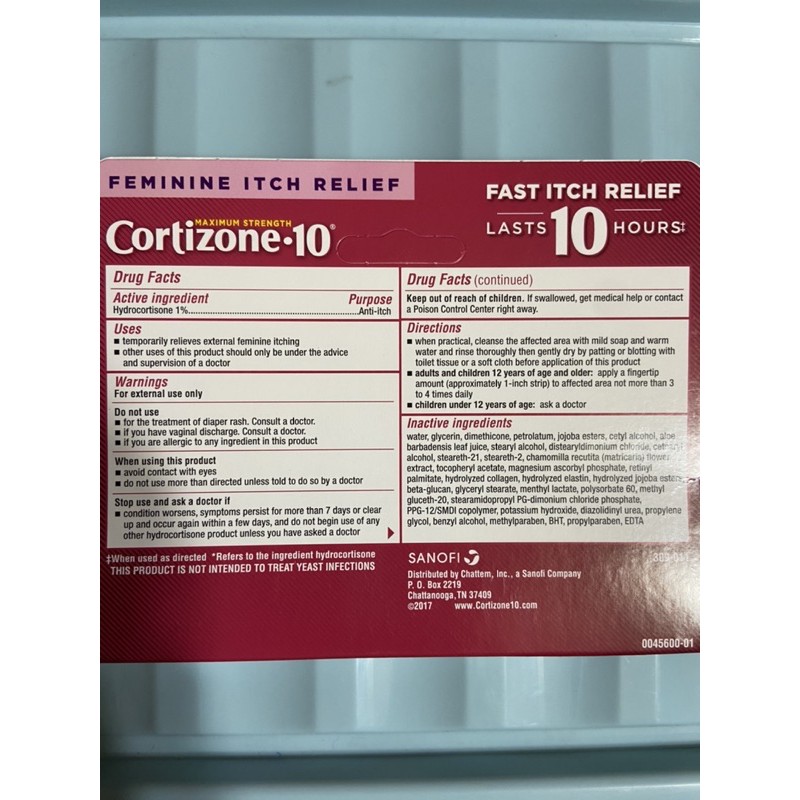 FEMININE ITCH RELIEF
MAXIMUM STRENGTH
Cortizone•10®
FAST ITCH RELIEF
LASTS 10 HOURS‡
Drug Facts
Active ingredient Purpose
Hydrocortisone 1%..........Anti-itch
Uses
■ temporarily relieves external feminine itching
■ other uses of this product should only be under the advice
and supervision of a doctor
Warnings
For external use only
Do not use
■ for the treatment of diaper rash. Consult a doctor.
■ if you have vaginal discharge. Consult a doctor.
■ if you are allergic to any ingredient in this product
When using this product
■ avoid contact with eyes
■ do not use more than directed unless told to do so by a doctor
Stop use and ask a doctor if
■ condition worsens, symptoms persist for more than 7 days or clear
up and occur again within a few days, and do not begin use of any
other hydrocortisone product unless you have asked a doctor
Drug Facts (continued)
Keep out of reach of children. If swallowed, get medical help or contact
a Poison Control Center right away.
Directions
■ when practical, cleanse the affected area with mild soap and warm
water and rinse thoroughly then gently dry by patting or blotting with
toilet tissue or a soft cloth before application of this product
■ adults and children 12 years of age and older: apply a fingertip
amount (approximately 1-inch strip) to affected area not more than 3
to 4 times daily
■ children under 12 years of age: ask a doctor
Inactive ingredients
water, glycerin, dimethicone, petrolatum, jojoba esters, cetyl alcohol, aloe
barbadensis leaf juice, stearyl alcohol, distearyldimonium chloride, cetearyl
alcohol, steareth-21, steareth-2, chamomilla recutita (matricaria) flower
extract, tocopheryl acetate, magnesium ascorbyl phosphate, retinyl
palmitate, hydrolyzed collagen, hydrolyzed elastin, hydrolyzed jojoba esters
beta-glucan, glyceryl stearate, menthyl lactate, polysorbate 60, methyl
gluceth-20, stearamidopropyl PG-dimonium chloride phosphate,
PPG-12/SMDI copolymer, potassium hydroxide, diazolidinyl urea, propylene
glycol, benzyl alcohol, methylparaben, BHT, propylparaben, EDTA
‡When used as directed *Refers to the ingredient hydrocortisone
THIS PRODUCT IS NOT INTENDED TO TREAT YEAST INFECTIONS
SANOFI
Distributed by Chattem, Inc., a Sanofi Company
P. O. Box 2219
Chattanooga, TN 37409
©2017 www.Cortizone10.com
0045600-01